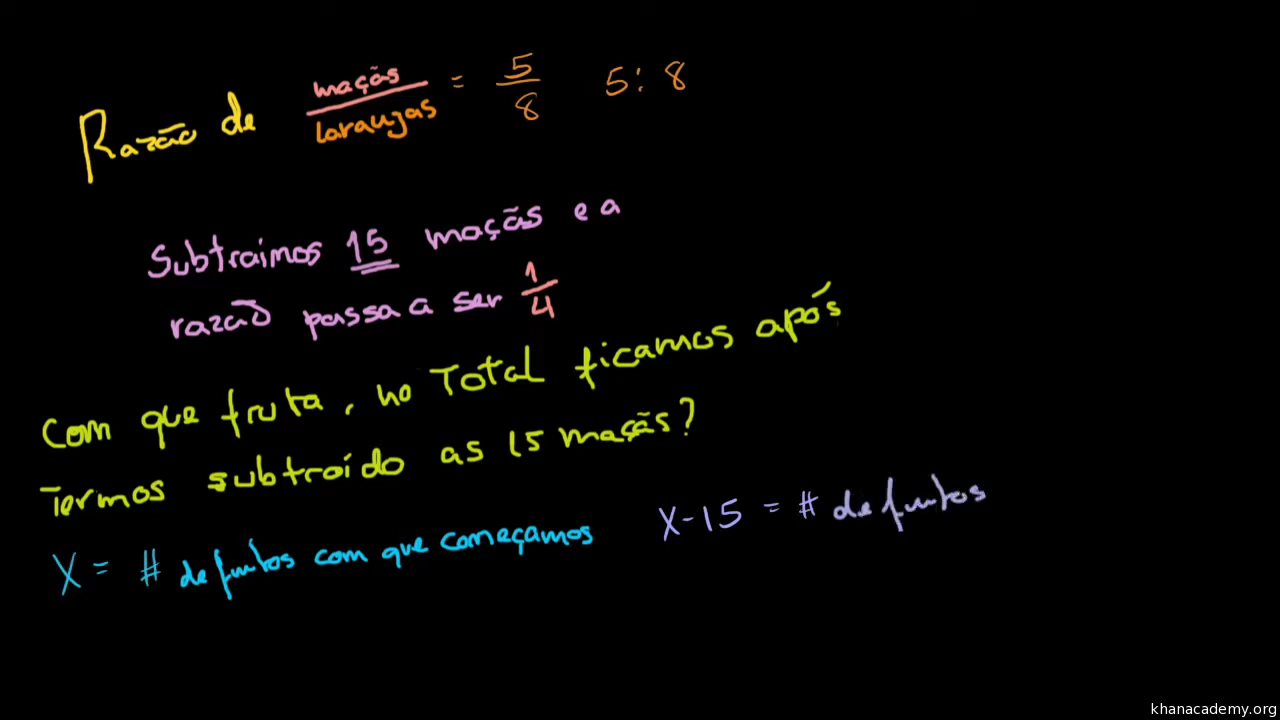 Razão de maçãs/laranjas = 5/8 5:8
Subtraimos 15 maçãs e a
razão passa a ser 1/4
Com que fruta, no Total ficamos após
Termos subtraído as 15 maçãs?
X = # de frutos com que começamos X-15 = # de frutos
khanacademy.org